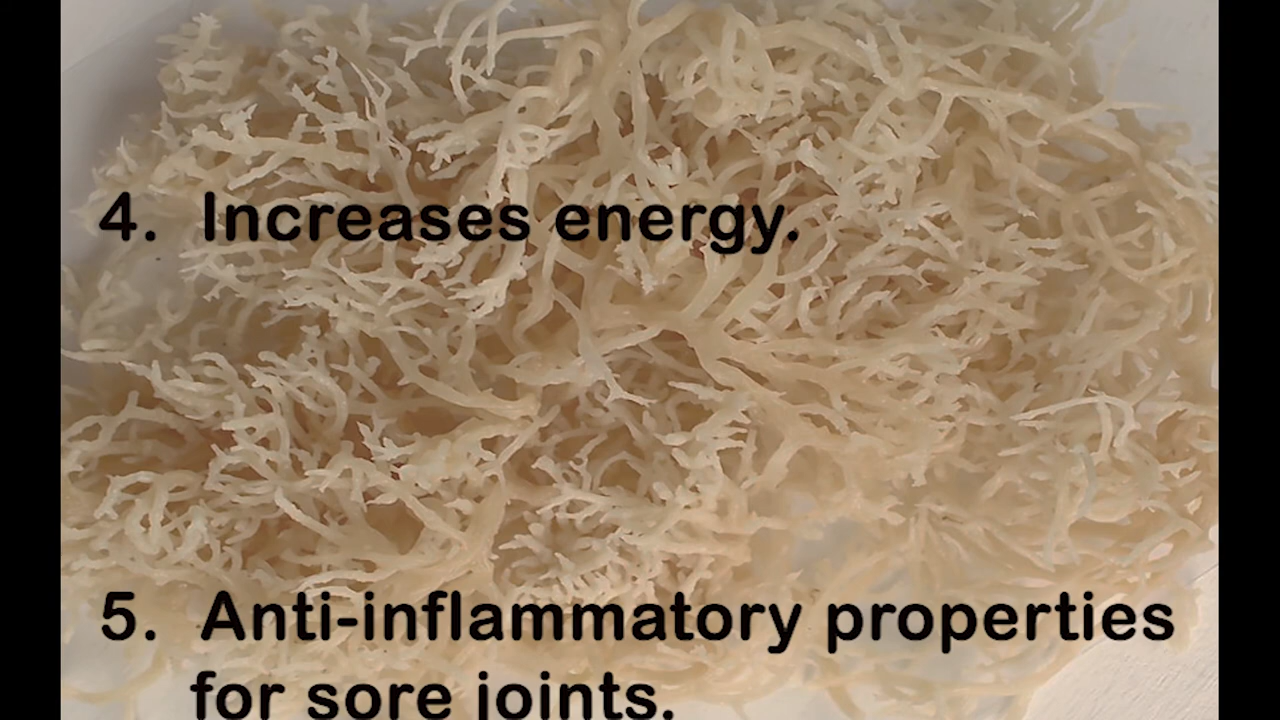 4. Increases energy.
5. Anti-inflammatory properties
for sore joints.